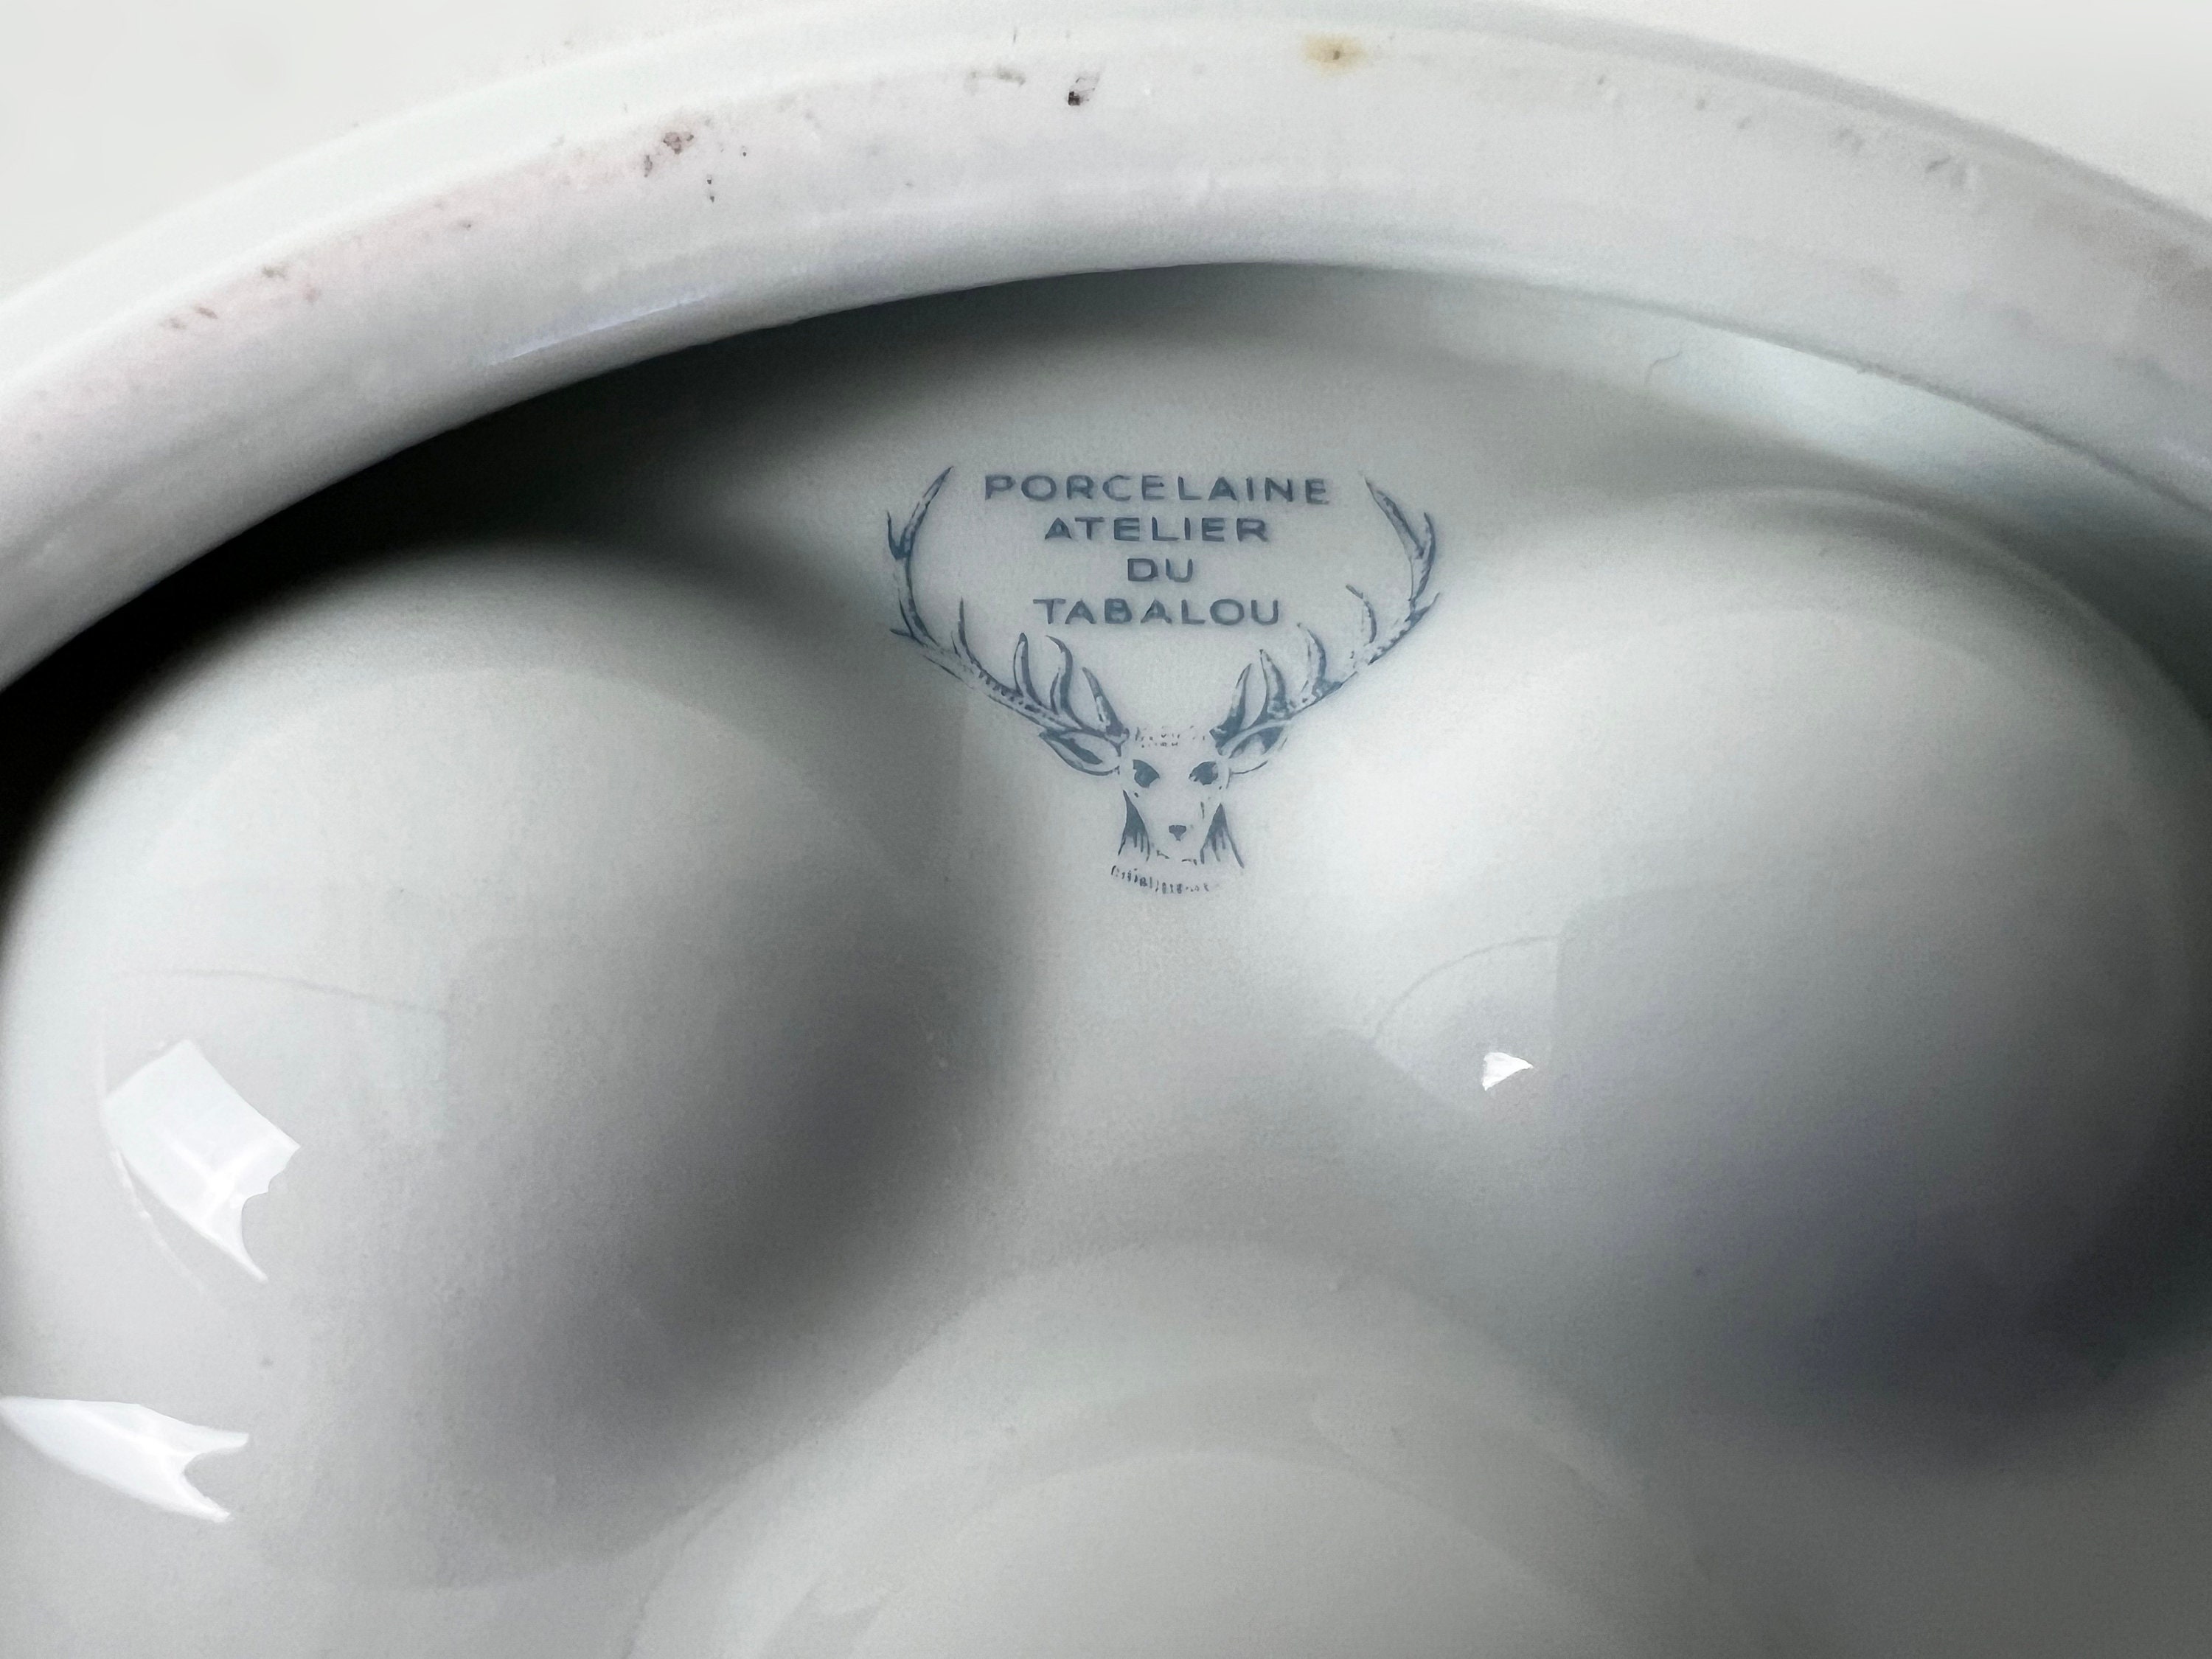 PORCELAINE
ATELIER
DU
TABALOU